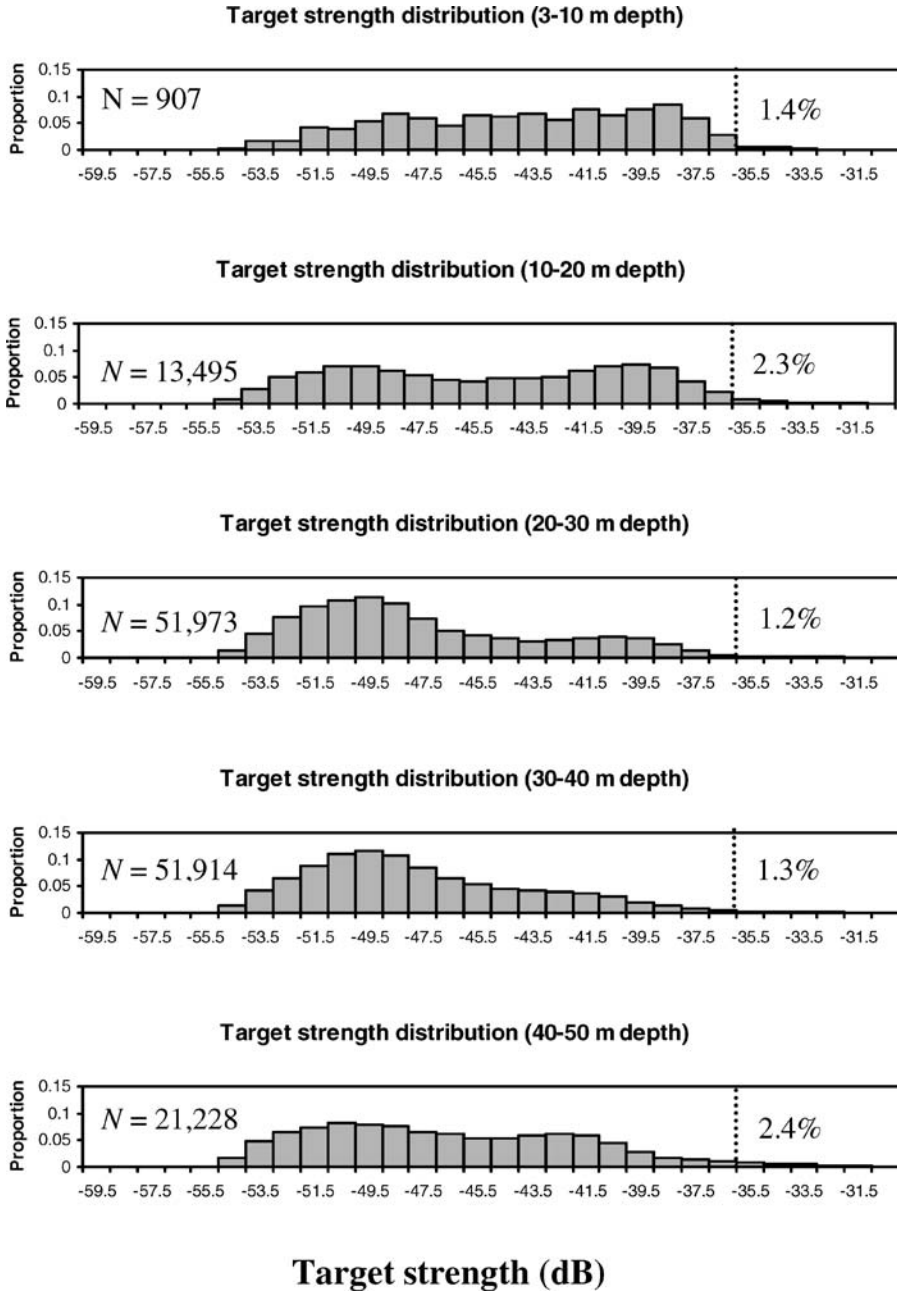 Target strength distribution (3-10 m depth)
Proportion
0.15
0.1
0.05
0
N = 907
1.4%
-59.5 -57.5 -55.5 -53.5 -51.5 -49.5 -47.5 -45.5 -43.5 -41.5 -39.5 -37.5 -35.5 -33.5 -31.5
Target strength distribution (10-20 m depth)
Proportion
0.15
0.1
0.05
0
N = 13,495
2.3%
-59.5 -57.5 -55.5 -53.5 -51.5 -49.5 -47.5 -45.5 -43.5 -41.5 -39.5 -37.5 -35.5 -33.5 -31.5
Target strength distribution (20-30 m depth)
Proportion
0.15
0.1
0.05
0
N = 51,973
1.2%
-59.5 -57.5 -55.5 -53.5 -51.5 -49.5 -47.5 -45.5 -43.5 -41.5 -39.5 -37.5 -35.5 -33.5 -31.5
Target strength distribution (30-40 m depth)
Proportion
0.15
0.1
0.05
0
N = 51,914
1.3%
-59.5 -57.5 -55.5 -53.5 -51.5 -49.5 -47.5 -45.5 -43.5 -41.5 -39.5 -37.5 -35.5 -33.5 -31.5
Target strength distribution (40-50 m depth)
Proportion
0.15
0.1
0.05
0
N = 21,228
2.4%
-59.5 -57.5 -55.5 -53.5 -51.5 -49.5 -47.5 -45.5 -43.5 -41.5 -39.5 -37.5 -35.5 -33.5 -31.5
Target strength (dB)